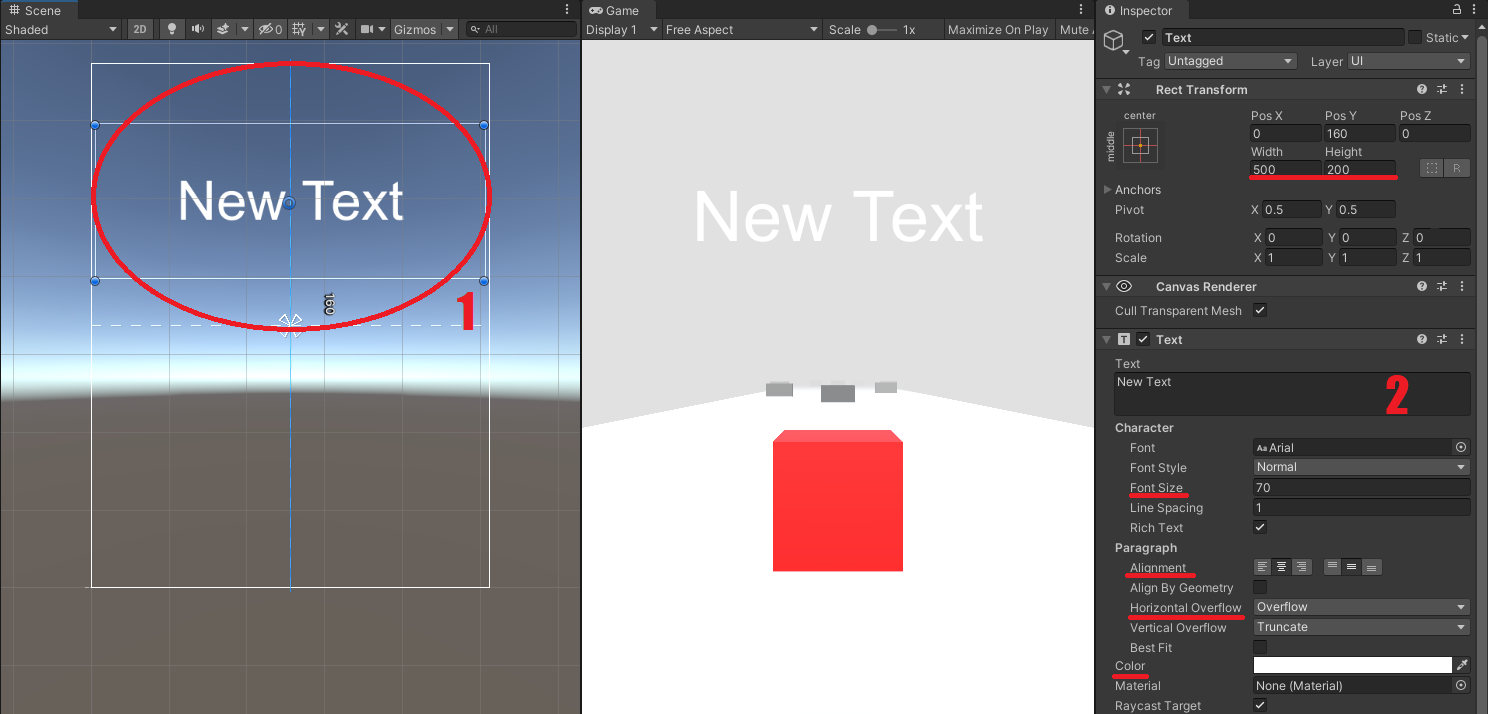 Scene
Shaded
2D
0
Gizmos
All
New Text
160
1
Game
Display 1
Free Aspect
Scale
1x
Maximize On Play
Mute
New Text
Inspector
Text
Static
Tag
Untagged
Layer
UI
Rect Transform
center
middle
Pos X
Pos Y
Pos Z
0
160
0
Width
Height
500
200
R
Anchors
Pivot
X 0.5
Y 0.5
Rotation
X 0
Y 0
Z 0
Scale
X 1
Y 1
Z 1
Canvas Renderer
Cull Transparent Mesh
T
Text
Text
New Text
2
Character
Font
Aa Arial
Font Style
Normal
Font Size
70
Line Spacing
1
Rich Text
Paragraph
Alignment
Align By Geometry
Horizontal Overflow
Overflow
Vertical Overflow
Truncate
Best Fit
Color
Material
None (Material)
Raycast Target